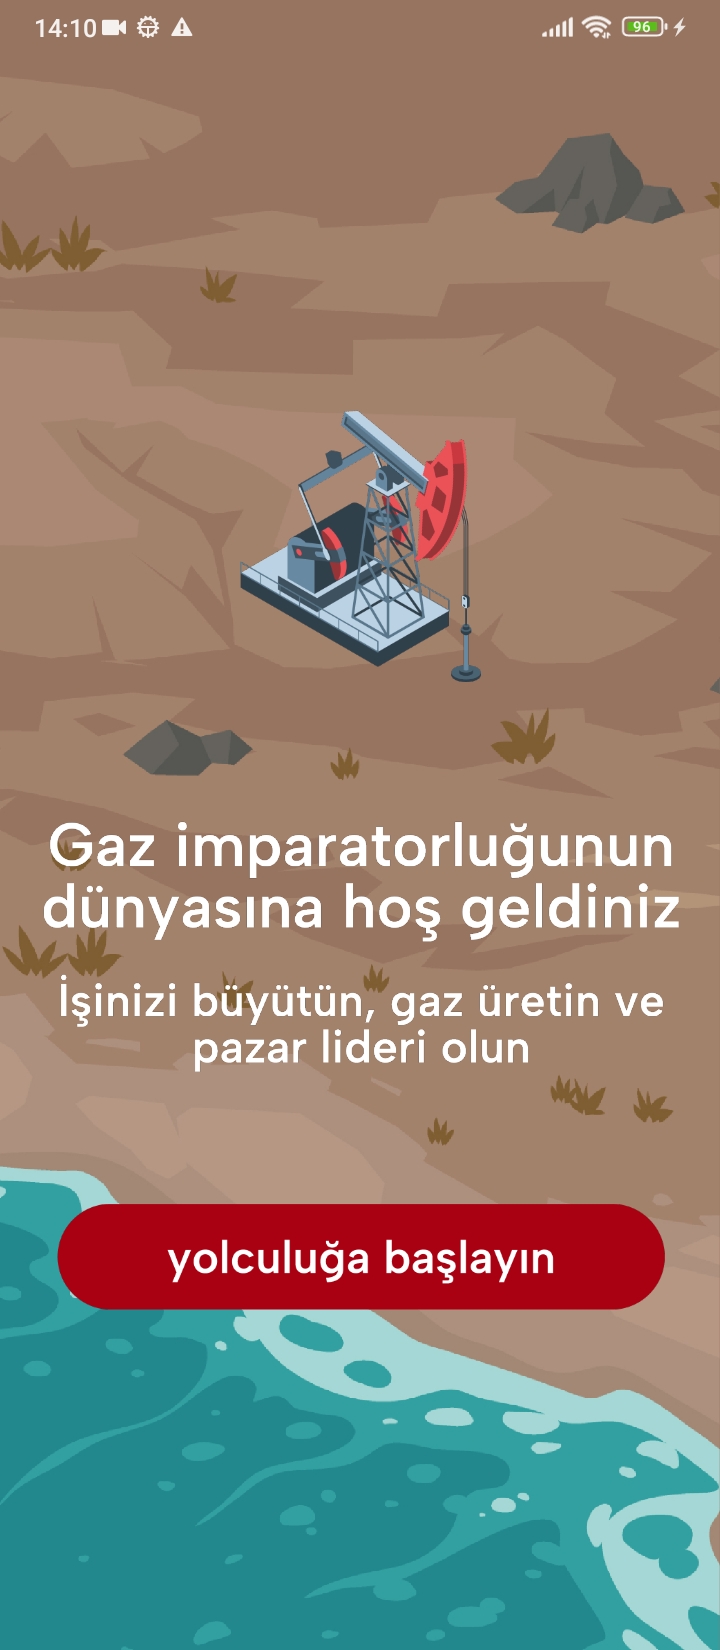 14:10
96
Gaz imparatorluğunun
dünyasına hoş geldiniz
İşinizi büyütün, gaz üretin ve
pazar lideri olun
yolculuğa başlayın